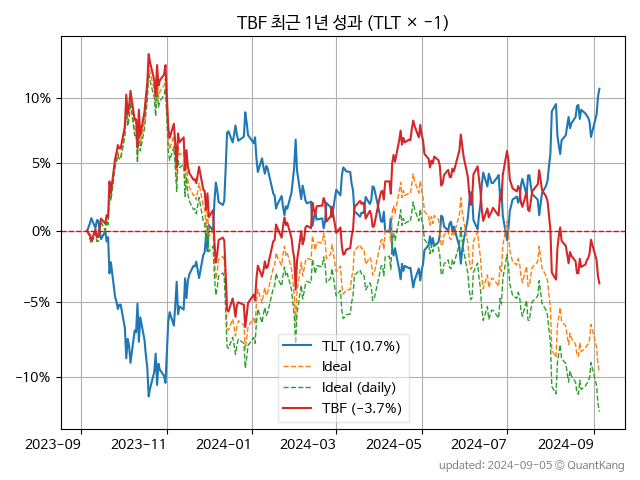 TBF 최근 1년 성과 (TLT × −1)
10%
5%
0%
−5%
−10%
TLT (10.7%)
Ideal
Ideal (daily)
TBF (−3.7%)
2023-09 2023-11 2024-01 2024-03 2024-05 2024-07 2024-09
updated: 2024-09-05 © QuantKang